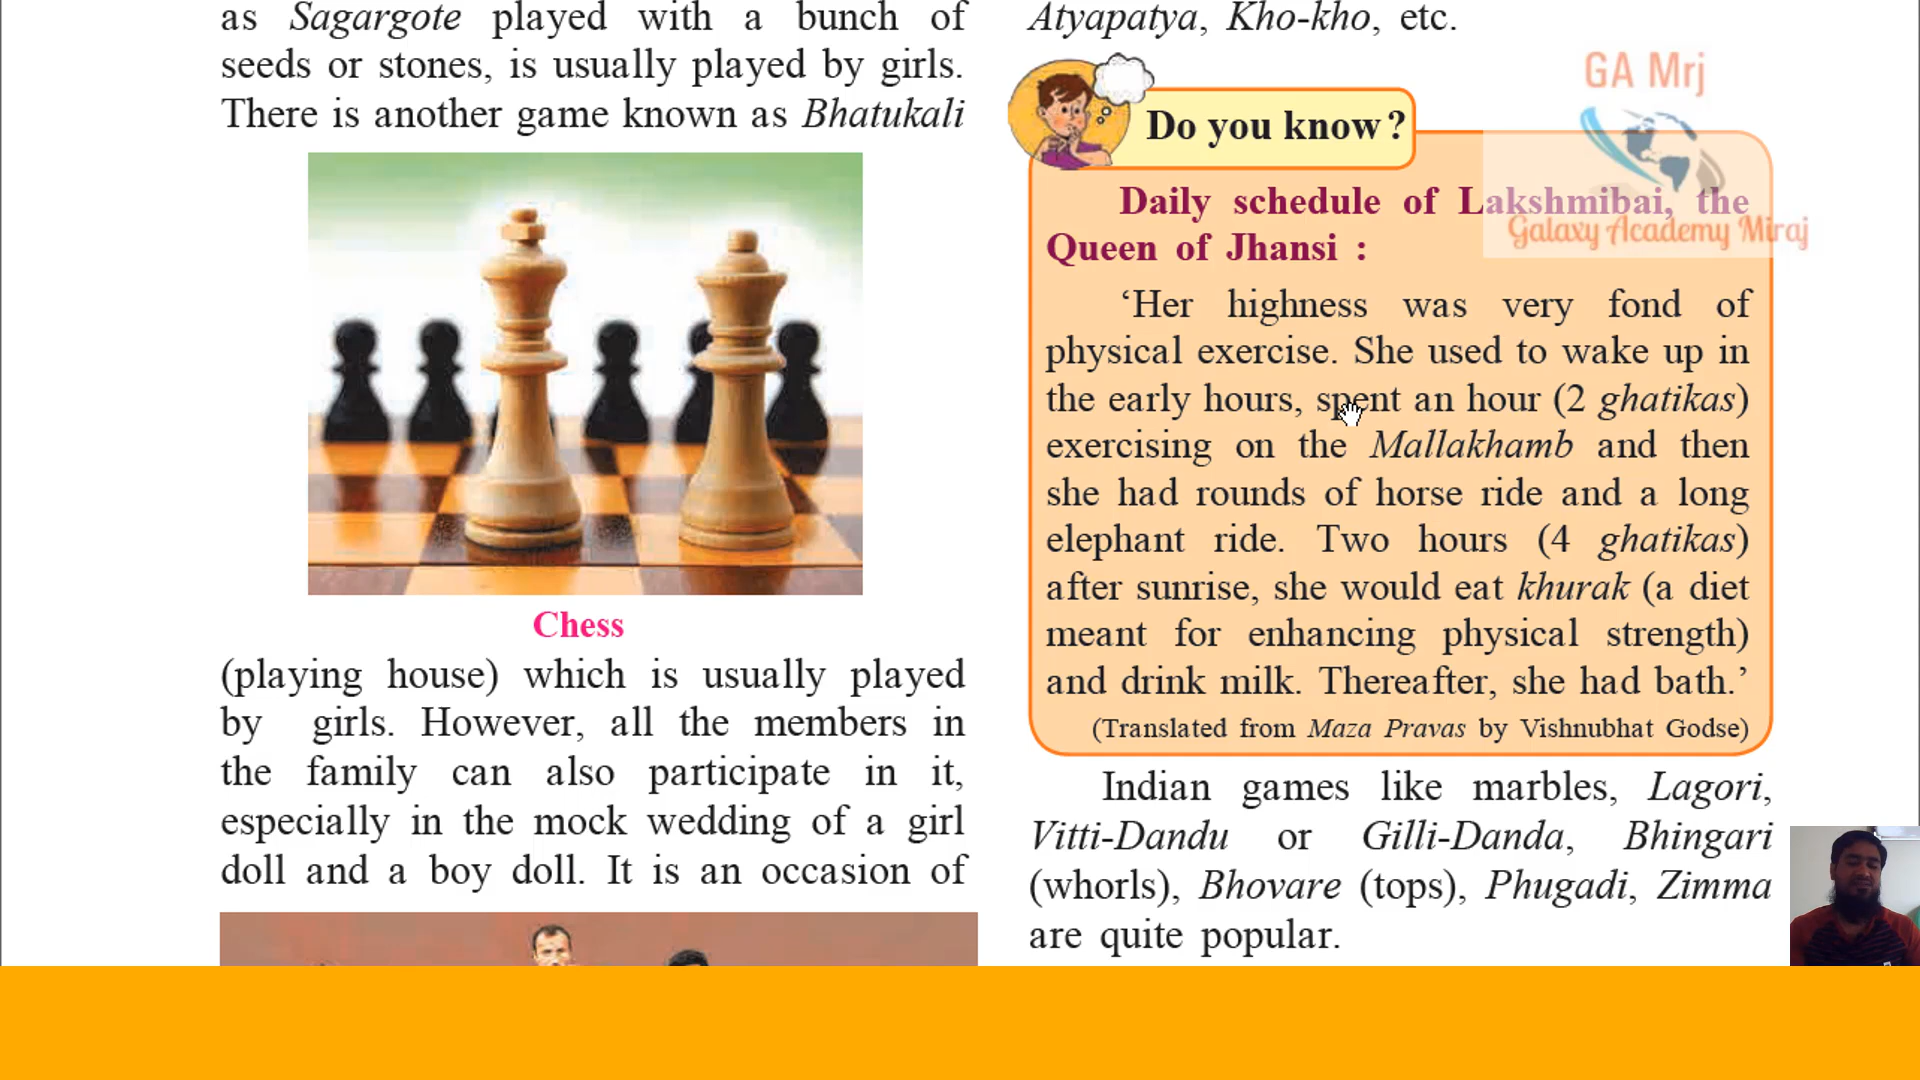 as Sagargote played with a bunch of
seeds or stones, is usually played by girls.
There is another game known as Bhatukali
Chess
(playing house) which is usually played
by girls. However, all the members in
the family can also participate in it,
especially in the mock wedding of a girl
doll and a boy doll. It is an occasion of
Atyapatya, Kho-kho, etc.
GA Mrj
Galaxy Academy Miraj
Do you know?
Daily schedule of Lakshmibai, the
Queen of Jhansi :
‘Her highness was very fond of
physical exercise. She used to wake up in
the early hours, spent an hour (2 ghatikas)
exercising on the Mallakhamb and then
she had rounds of horse ride and a long
elephant ride. Two hours (4 ghatikas)
after sunrise, she would eat khurak (a diet
meant for enhancing physical strength)
and drink milk. Thereafter, she had bath.’
(Translated from Maza Pravas by Vishnubhat Godse)
Indian games like marbles, Lagori,
Vitti-Dandu or Gilli-Danda, Bhingari
(whorls), Bhovare (tops), Phugadi, Zimma
are quite popular.